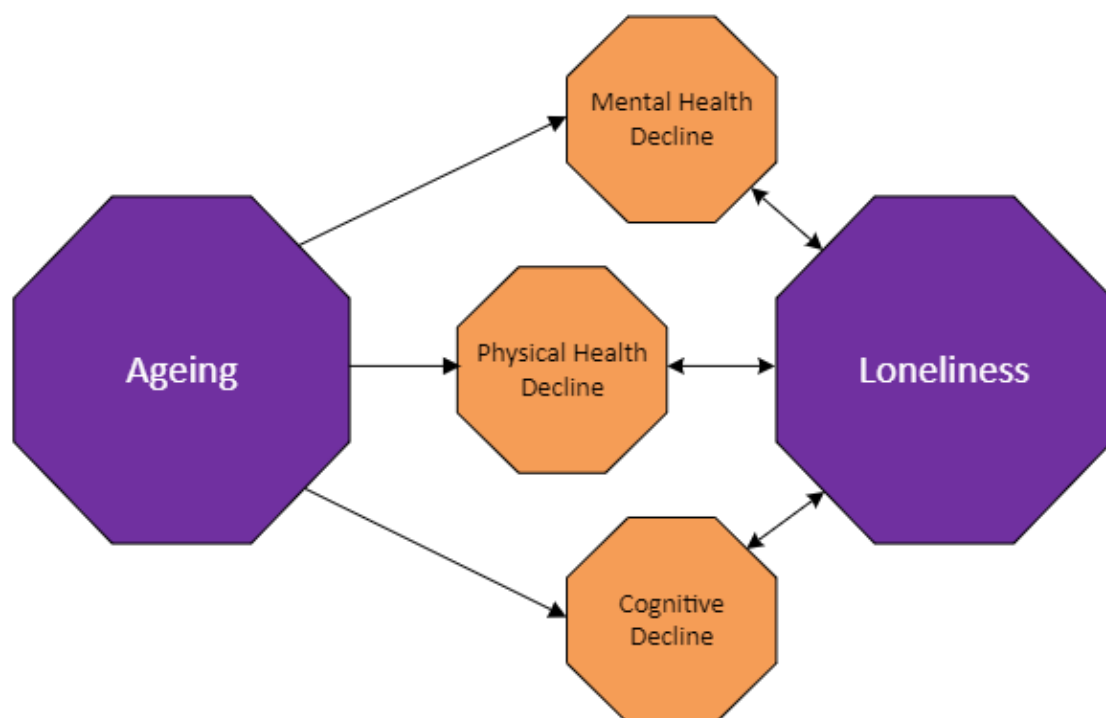 Mental Health
Decline
Ageing
Physical Health
Decline
Loneliness
Cognitive
Decline